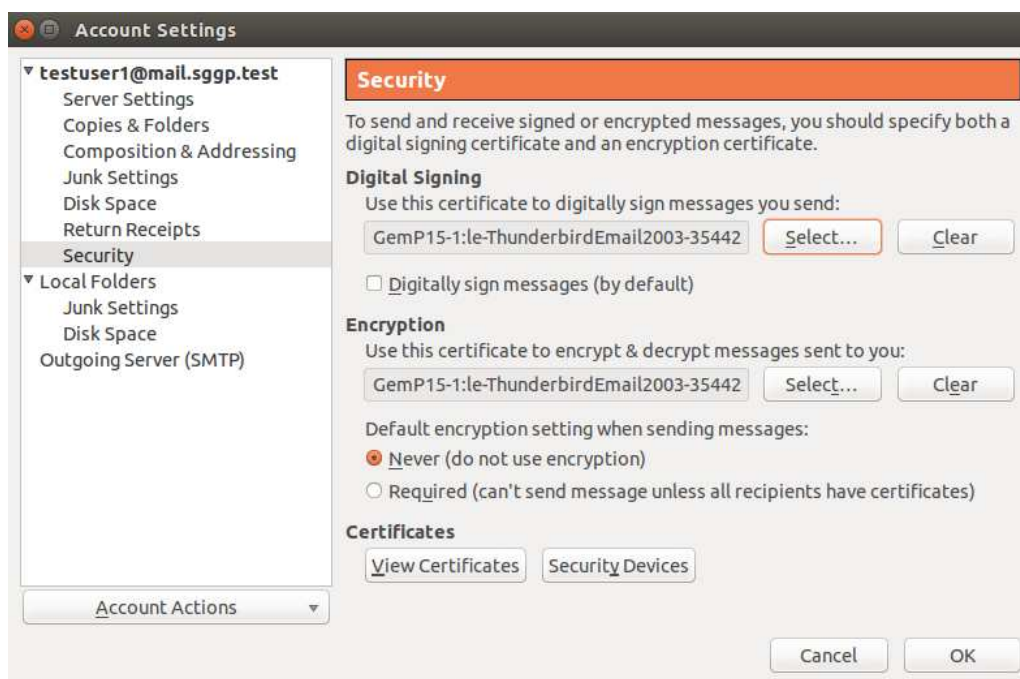 Account Settings
testuser1@mail.sggp.test
Server Settings
Copies & Folders
Composition & Addressing
Junk Settings
Disk Space
Return Receipts
Security
Local Folders
Junk Settings
Disk Space
Outgoing Server (SMTP)
Account Actions
Security
To send and receive signed or encrypted messages, you should specify both a
digital signing certificate and an encryption certificate.
Digital Signing
Use this certificate to digitally sign messages you send:
GemP15-1:le-ThunderbirdEmail2003-35442 Select... Clear
Digitally sign messages (by default)
Encryption
Use this certificate to encrypt & decrypt messages sent to you:
GemP15-1:le-ThunderbirdEmail2003-35442 Select... Clear
Default encryption setting when sending messages:
Never (do not use encryption)
Required (can't send message unless all recipients have certificates)
Certificates
View Certificates Security Devices
Cancel OK